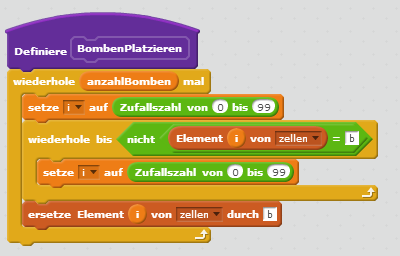 Definiere BombenPlatzieren
wiederhole anzahlBomben mal
setze i auf Zufallszahl von 0 bis 99
wiederhole bis nicht Element i von zellen = b
setze i auf Zufallszahl von 0 bis 99
ersetze Element i von zellen durch b